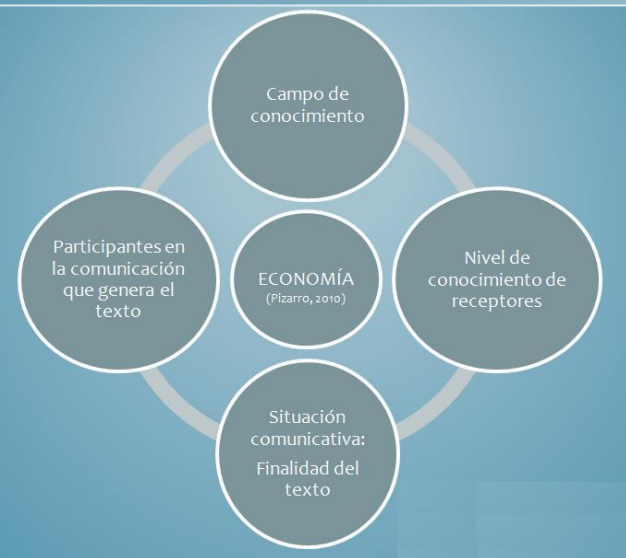 Campo de
conocimiento
Participantes en
la comunicación
que genera el
texto
ECONOMÍA
(Pizarro, 2010)
Nivel de
conocimiento de
receptores
Situación
comunicativa:
Finalidad del
texto